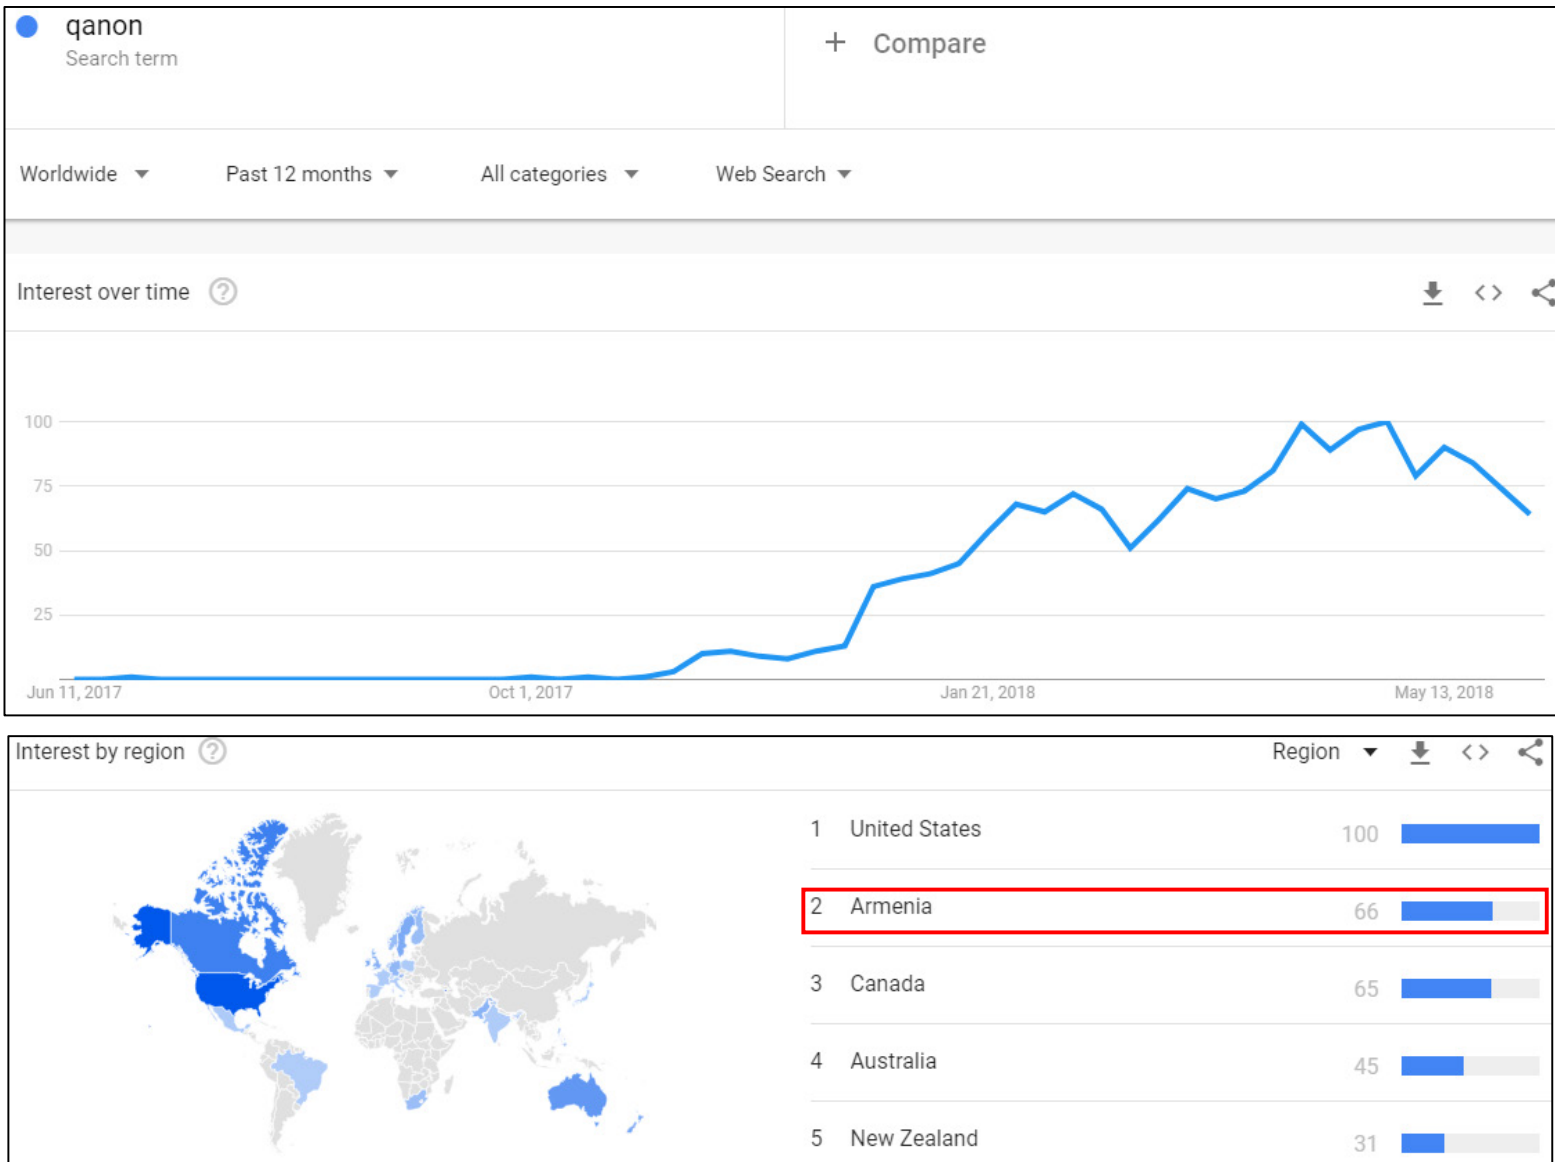 qanon
Search term
+ Compare
Worldwide Past 12 months All categories Web Search
Interest over time ?
100
75
50
25
Jun 11, 2017 Oct 1, 2017 Jan 21, 2018 May 13, 2018
Interest by region ? Region
1 United States 100
2 Armenia 66
3 Canada 65
4 Australia 45
5 New Zealand 31